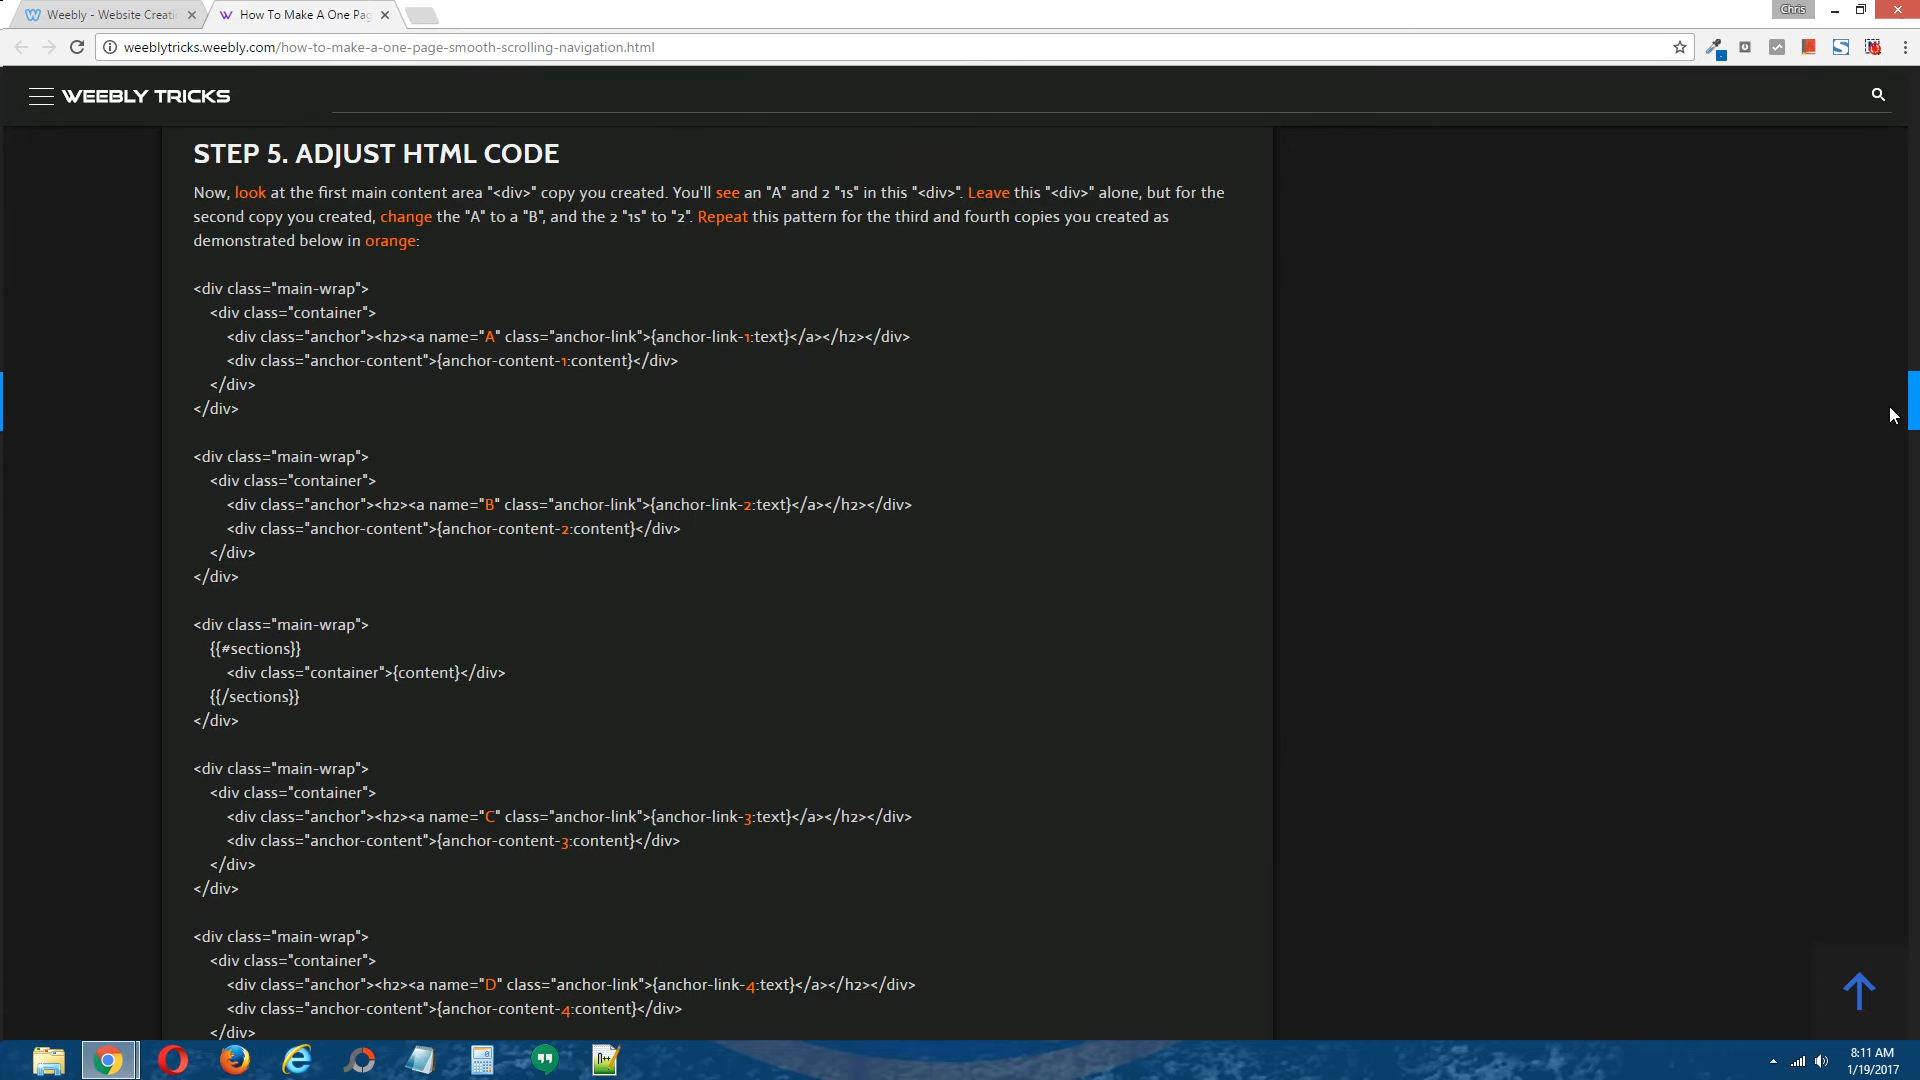 Weebly - Website Creati
How To Make A One Pag
Chris
weeblytricks.weebly.com/how-to-make-a-one-page-smooth-scrolling-navigation.html
WEEBLY TRICKS
STEP 5. ADJUST HTML CODE
Now, look at the first main content area "<div>" copy you created. You'll see an "A" and 2 "1s" in this "<div>". Leave this "<div>" alone, but for the
second copy you created, change the "A" to a "B", and the 2 "1s" to "2". Repeat this pattern for the third and fourth copies you created as
demonstrated below in orange:
<div class="main-wrap">
<div class="container">
<div class="anchor"><h2><a name="A" class="anchor-link">{anchor-link-1:text}</a></h2></div>
<div class="anchor-content">{anchor-content-1:content}</div>
</div>
</div>
<div class="main-wrap">
<div class="container">
<div class="anchor"><h2><a name="B" class="anchor-link">{anchor-link-2:text}</a></h2></div>
<div class="anchor-content">{anchor-content-2:content}</div>
</div>
</div>
<div class="main-wrap">
{{#sections}}
<div class="container">{content}</div>
{{/sections}}
</div>
<div class="main-wrap">
<div class="container">
<div class="anchor"><h2><a name="C" class="anchor-link">{anchor-link-3:text}</a></h2></div>
<div class="anchor-content">{anchor-content-3:content}</div>
</div>
</div>
<div class="main-wrap">
<div class="container">
<div class="anchor"><h2><a name="D" class="anchor-link">{anchor-link-4:text}</a></h2></div>
<div class="anchor-content">{anchor-content-4:content}</div>
</div>
8:11 AM
1/19/2017